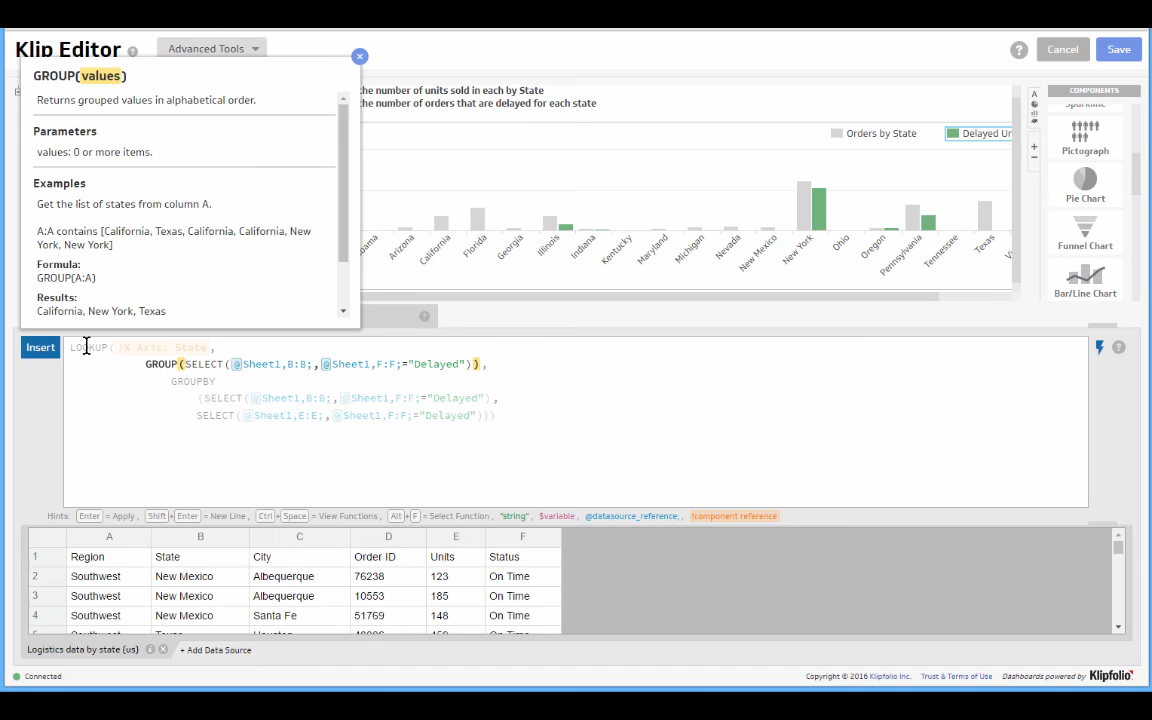 Klip Editor
Advanced Tools
Cancel
Save
GROUP(values)
Returns grouped values in alphabetical order.
Parameters
values: 0 or more items.
Examples
Get the list of states from column A.
A:A contains [California, Texas, California, California, New
York, New York]
Formula:
GROUP(A:A)
Results:
California, New York, Texas
the number of units sold in each by State
the number of orders that are delayed for each state
Orders by State
Delayed Un
abama
Arizona
California
Florida
Georgia
Illinois
Indiana
Kentucky
Maryland
Michigan
Nevada
New Mexico
New York
Ohio
Oregon
Pennsylvania
Tennessee
Texas
COMPONENTS
Sparkline
Pictograph
Pie Chart
Funnel Chart
Bar/Line Chart
Insert
LOOKUP( !X Axis: State,
GROUP(SELECT(@Sheet1,B:B;,@Sheet1,F:F;="Delayed")),
GROUPBY
(SELECT(@Sheet1,B:B;,@Sheet1,F:F;="Delayed"),
SELECT(@Sheet1,E:E;,@Sheet1,F:F;="Delayed")))
Hints: Enter = Apply, Shift+Enter = New Line, Ctrl+Space = View Functions, Alt+F = Select Function, "string", $variable, @datasource_reference;, !component reference
A B C D E F
1 Region State City Order ID Units Status
2 Southwest New Mexico Albequerque 76238 123 On Time
3 Southwest New Mexico Albequerque 10553 185 On Time
4 Southwest New Mexico Santa Fe 51769 148 On Time
Logistics data by state (us)
+ Add Data Source
Connected
Copyright © 2016 Klipfolio Inc. Trust & Terms of Use Dashboards powered by Klipfolio